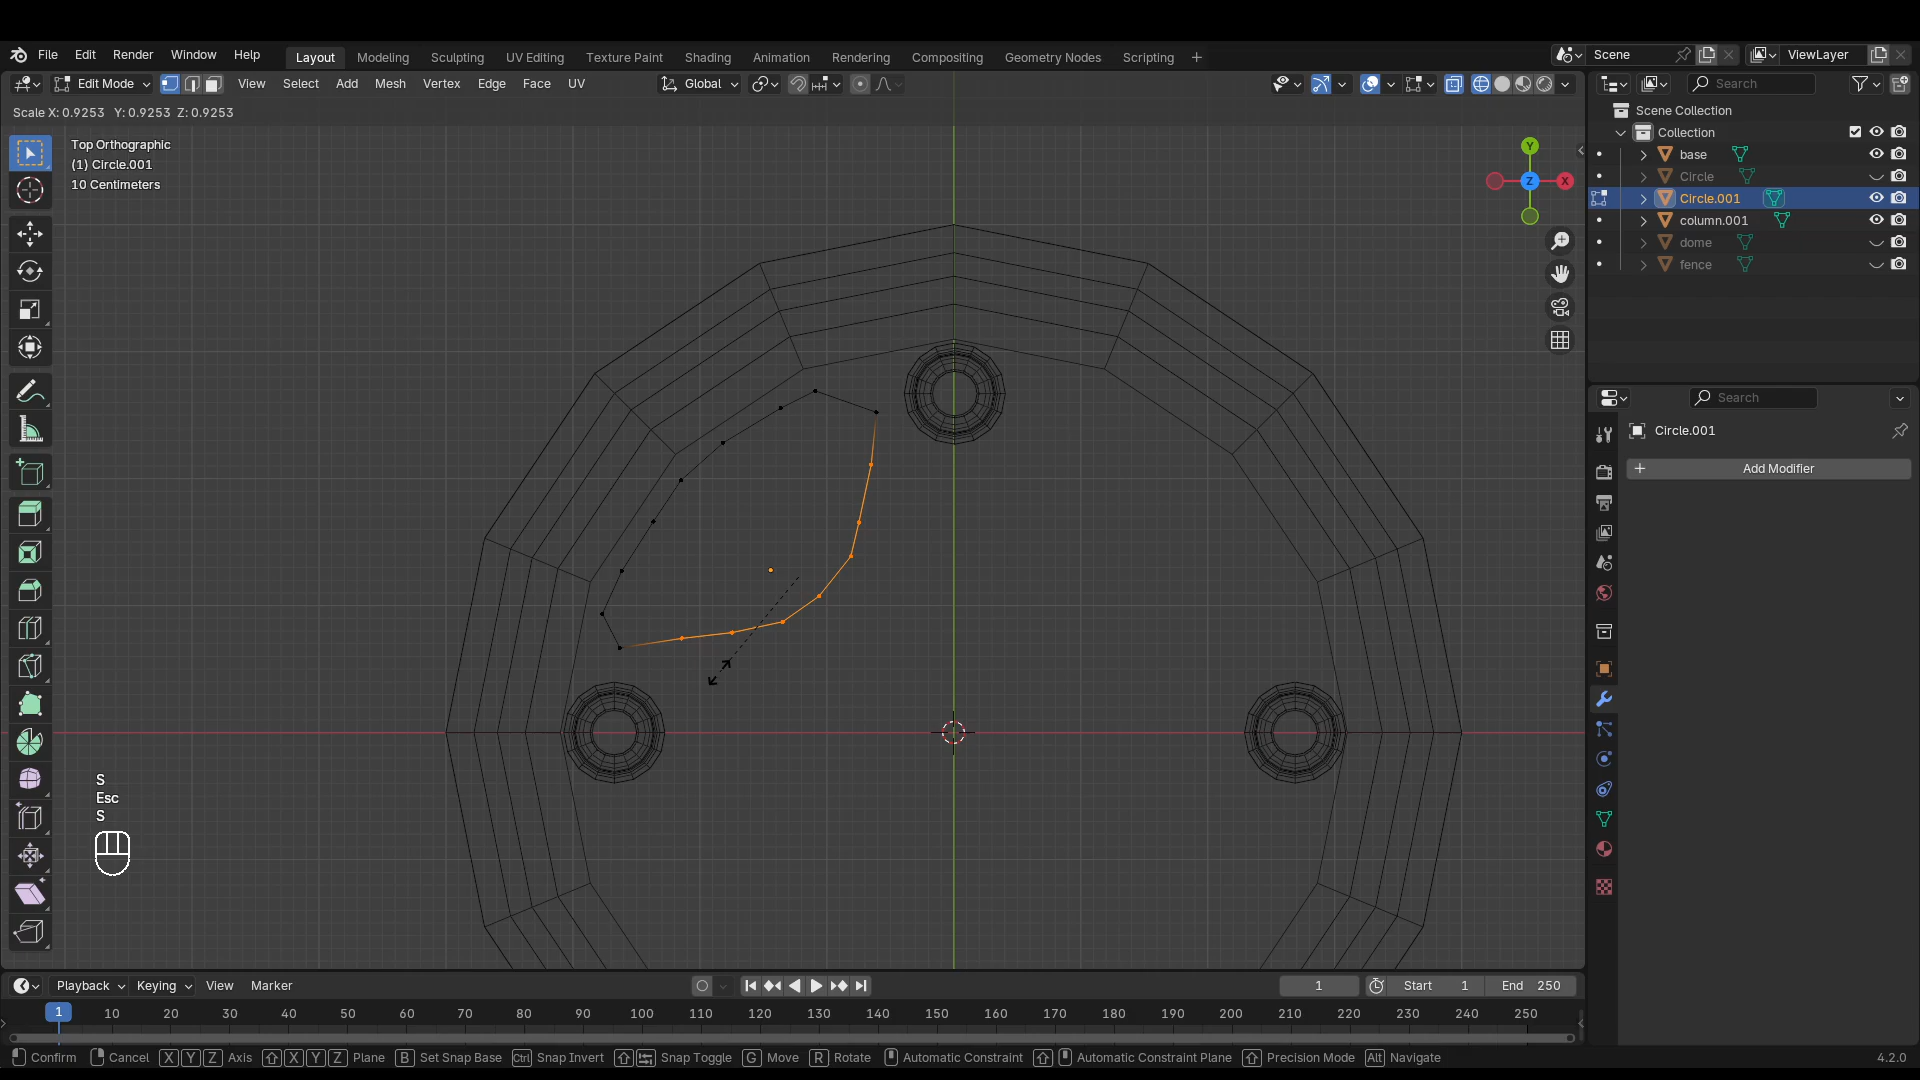 File Edit Render Window Help Layout Modeling Sculpting UV Editing Texture Paint Shading Animation Rendering Compositing Geometry Nodes Scripting + Scene ViewLayer
Edit Mode View Select Add Mesh Vertex Edge Face UV Global Search
Scale X: 0.9253 Y: 0.9253 Z: 0.9253
Scene Collection
Collection
Top Orthographic
(1) Circle.001
10 Centimeters
Y
Z X
base
Circle
Circle.001
column.001
dome
fence
Search
Circle.001
+ Add Modifier
S
Esc
S
Playback Keying View Marker 1 Start 1 End 250
1 10 20 30 40 50 60 70 80 90 100 110 120 130 140 150 160 170 180 190 200 210 220 230 240 250
Confirm Cancel X Y Z Axis X Y Z Plane B Set Snap Base Ctrl Snap Invert Snap Toggle G Move R Rotate Automatic Constraint Automatic Constraint Plane Precision Mode Alt Navigate 4.2.0